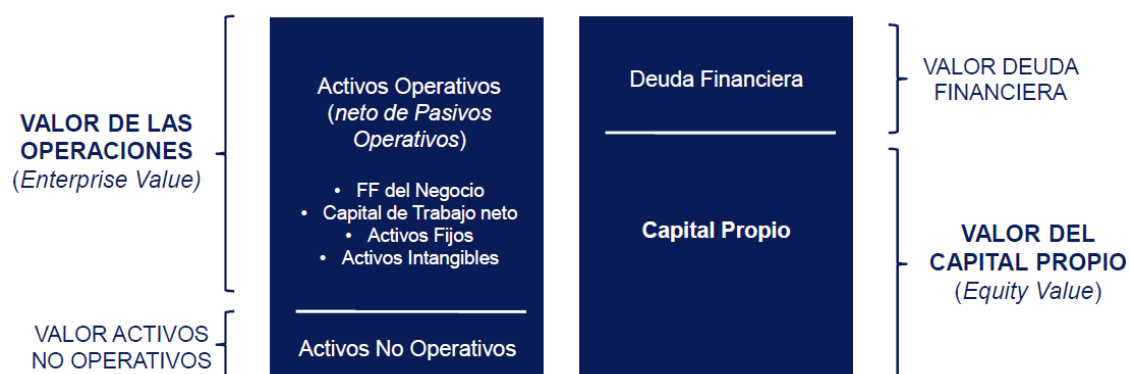 VALOR DE LAS
OPERACIONES
(Enterprise Value)
VALOR ACTIVOS
NO OPERATIVOS
Activos Operativos
(neto de Pasivos
Operativos)
• FF del Negocio
• Capital de Trabajo neto
• Activos Fijos
• Activos Intangibles
Activos No Operativos
Deuda Financiera
Capital Propio
VALOR DEUDA
FINANCIERA
VALOR DEL
CAPITAL PROPIO
(Equity Value)